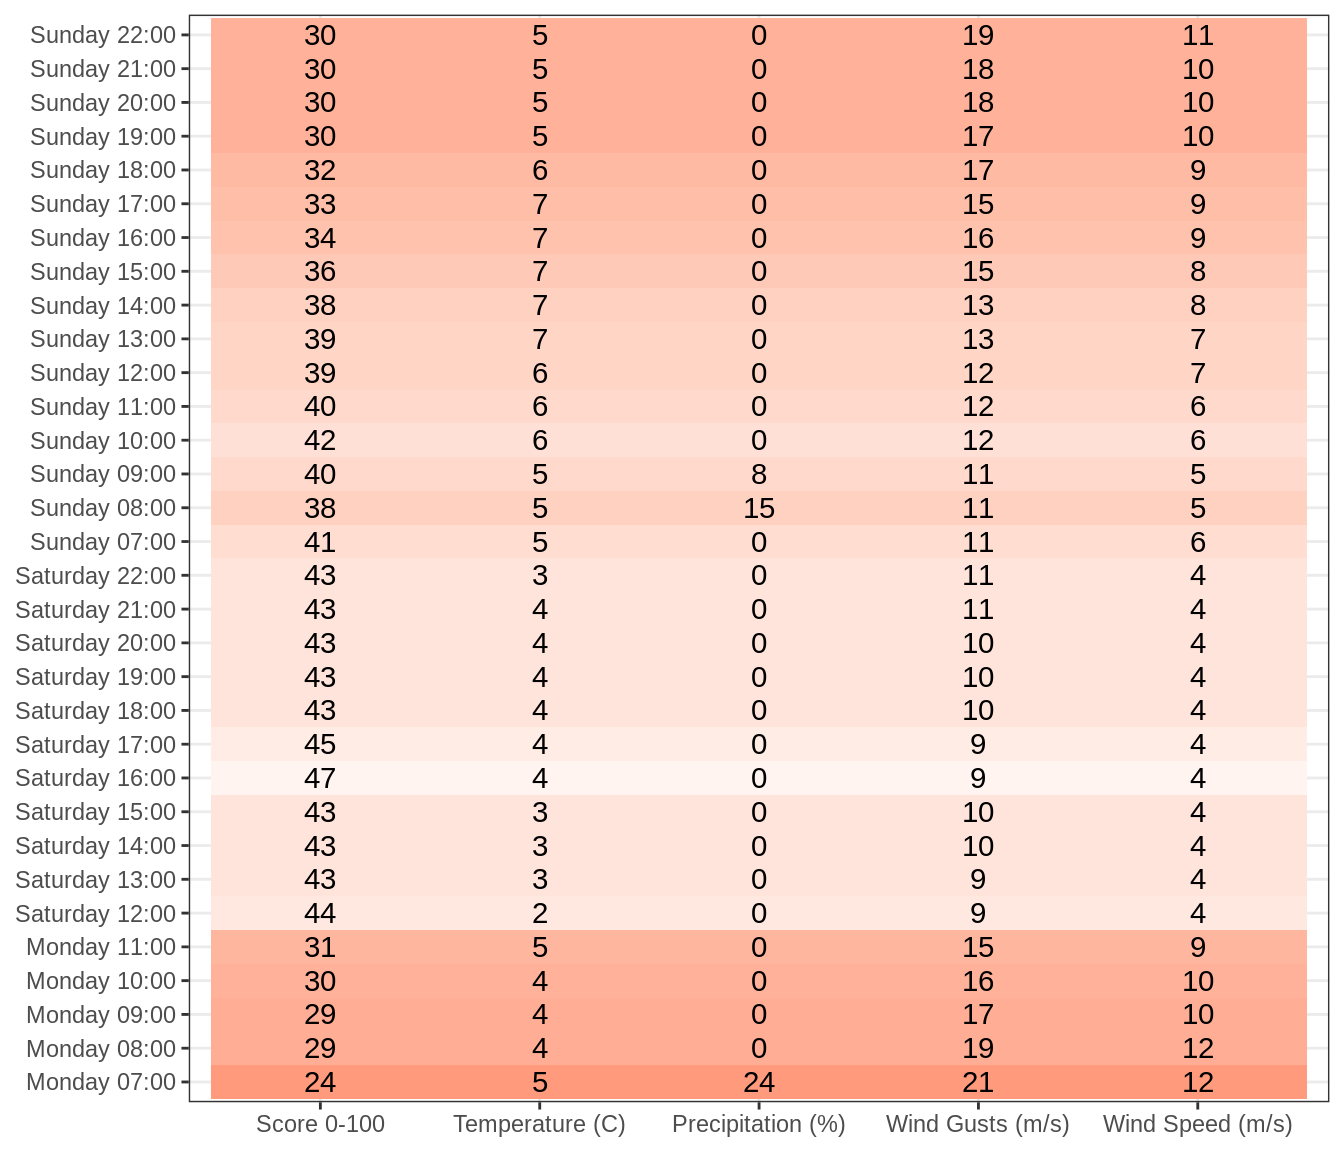 Sunday 22:00 30 5 0 19 11
Sunday 21:00 30 5 0 18 10
Sunday 20:00 30 5 0 18 10
Sunday 19:00 30 5 0 17 10
Sunday 18:00 32 6 0 17 9
Sunday 17:00 33 7 0 15 9
Sunday 16:00 34 7 0 16 9
Sunday 15:00 36 7 0 15 8
Sunday 14:00 38 7 0 13 8
Sunday 13:00 39 7 0 13 7
Sunday 12:00 39 6 0 12 7
Sunday 11:00 40 6 0 12 6
Sunday 10:00 42 6 0 12 6
Sunday 09:00 40 5 8 11 5
Sunday 08:00 38 5 15 11 5
Sunday 07:00 41 5 0 11 6
Saturday 22:00 43 3 0 11 4
Saturday 21:00 43 4 0 11 4
Saturday 20:00 43 4 0 10 4
Saturday 19:00 43 4 0 10 4
Saturday 18:00 43 4 0 10 4
Saturday 17:00 45 4 0 9 4
Saturday 16:00 47 4 0 9 4
Saturday 15:00 43 3 0 10 4
Saturday 14:00 43 3 0 10 4
Saturday 13:00 43 3 0 9 4
Saturday 12:00 44 2 0 9 4
Monday 11:00 31 5 0 15 9
Monday 10:00 30 4 0 16 10
Monday 09:00 29 4 0 17 10
Monday 08:00 29 4 0 19 12
Monday 07:00 24 5 24 21 12
Score 0-100 Temperature (C) Precipitation (%) Wind Gusts (m/s) Wind Speed (m/s)